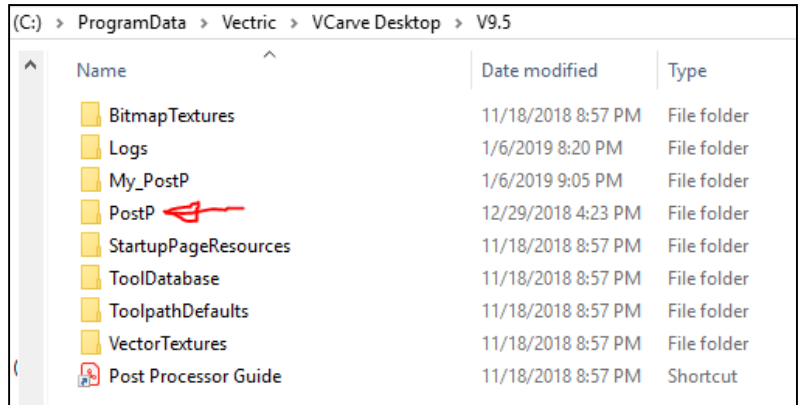 (C:) > ProgramData > Vectric > VCarve Desktop > V9.5
Name Date modified Type
BitmapTextures 11/18/2018 8:57 PM File folder
Logs 1/6/2019 8:20 PM File folder
My_PostP 1/6/2019 9:05 PM File folder
PostP 12/29/2018 4:23 PM File folder
StartupPageResources 11/18/2018 8:57 PM File folder
ToolDatabase 11/18/2018 8:57 PM File folder
ToolpathDefaults 11/18/2018 8:57 PM File folder
VectorTextures 11/18/2018 8:57 PM File folder
Post Processor Guide 11/18/2018 8:57 PM Shortcut